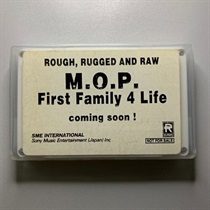 ROUGH, RUGGED AND RAW
M.O.P.
First Family 4 Life
coming soon !
SME INTERNATIONAL
Sony Music Entertainment (Japan) Inc.
R
NOT FOR SALE